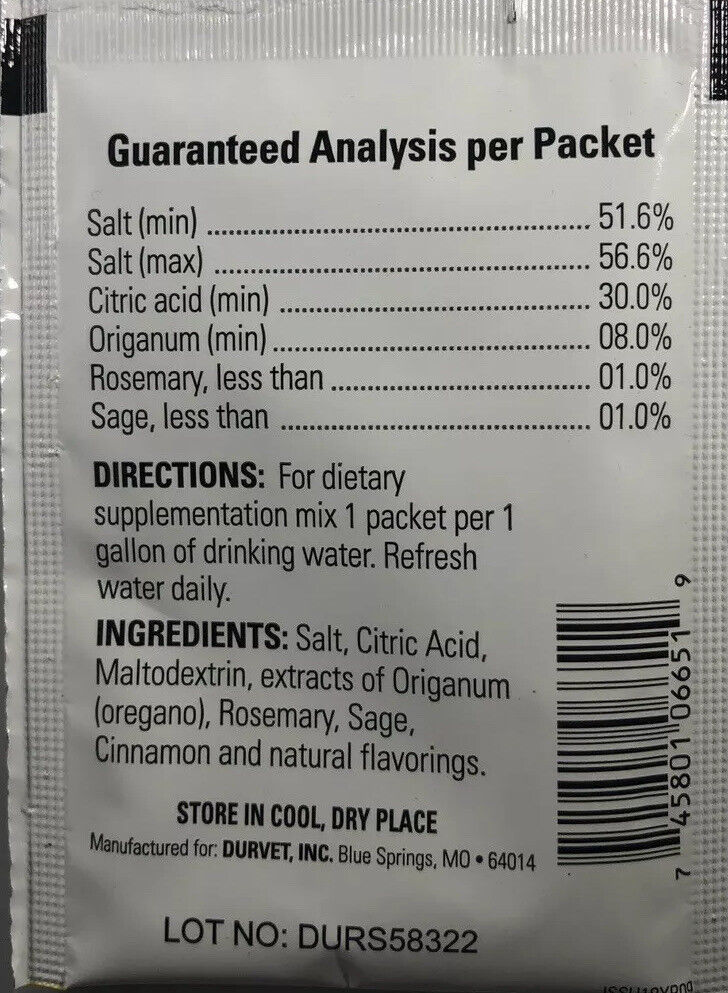 Guaranteed Analysis per Packet
Salt (min) ........................ 51.6%
Salt (max) ........................ 56.6%
Citric acid (min) ........................ 30.0%
Origanum (min) ........................ 08.0%
Rosemary, less than ........................ 01.0%
Sage, less than ........................ 01.0%
DIRECTIONS: For dietary
supplementation mix 1 packet per 1
gallon of drinking water. Refresh
water daily.
INGREDIENTS: Salt, Citric Acid,
Maltodextrin, extracts of Origanum
(oregano), Rosemary, Sage,
Cinnamon and natural flavorings.
STORE IN COOL, DRY PLACE
Manufactured for: DURVET, INC. Blue Springs, MO • 64014
7 45801 06651 9
LOT NO: DURS58322